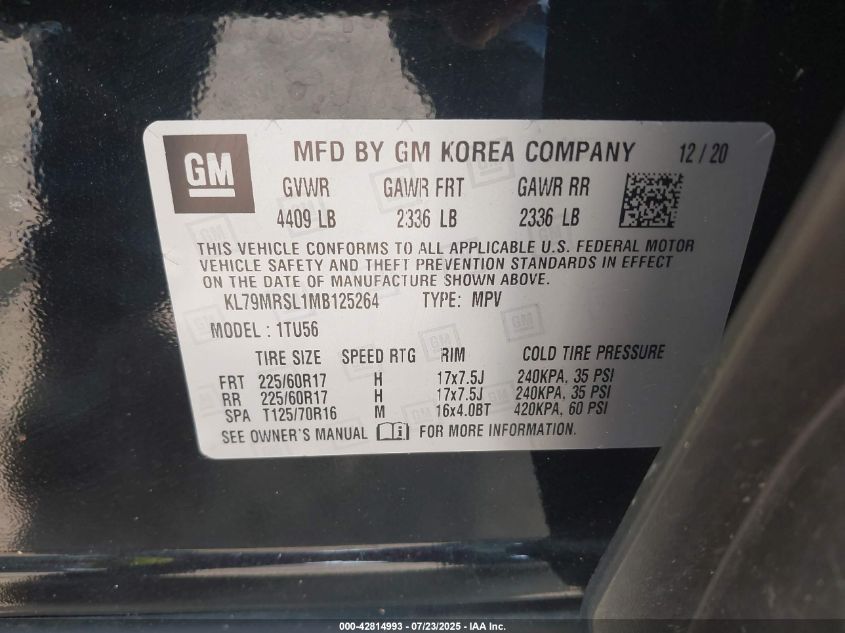 GM MFD BY GM KOREA COMPANY 12 / 20
GVWR GAWR FRT GAWR RR
4409 LB 2336 LB 2336 LB
THIS VEHICLE CONFORMS TO ALL APPLICABLE U.S. FEDERAL MOTOR
VEHICLE SAFETY AND THEFT PREVENTION STANDARDS IN EFFECT
ON THE DATE OF MANUFACTURE SHOWN ABOVE.
KL79MRSL1MB125264 TYPE: MPV
MODEL : 1TU56
TIRE SIZE SPEED RTG RIM COLD TIRE PRESSURE
FRT 225/60R17 H 17x7.5J 240KPA, 35 PSI
RR 225/60R17 H 17x7.5J 240KPA, 35 PSI
SPA T125/70R16 M 16x4.0BT 420KPA, 60 PSI
SEE OWNER'S MANUAL FOR MORE INFORMATION.
000-42814993 - 07/23/2025 - IAA Inc.